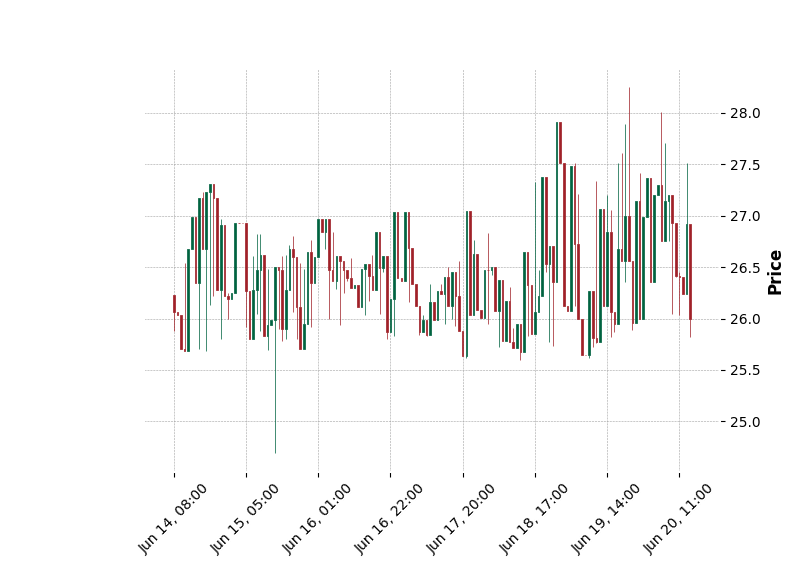 28.0
27.5
27.0
26.5
26.0
25.5
25.0
Price
Jun 14, 08:00
Jun 15, 05:00
Jun 16, 01:00
Jun 16, 22:00
Jun 17, 20:00
Jun 18, 17:00
Jun 19, 14:00
Jun 20, 11:00